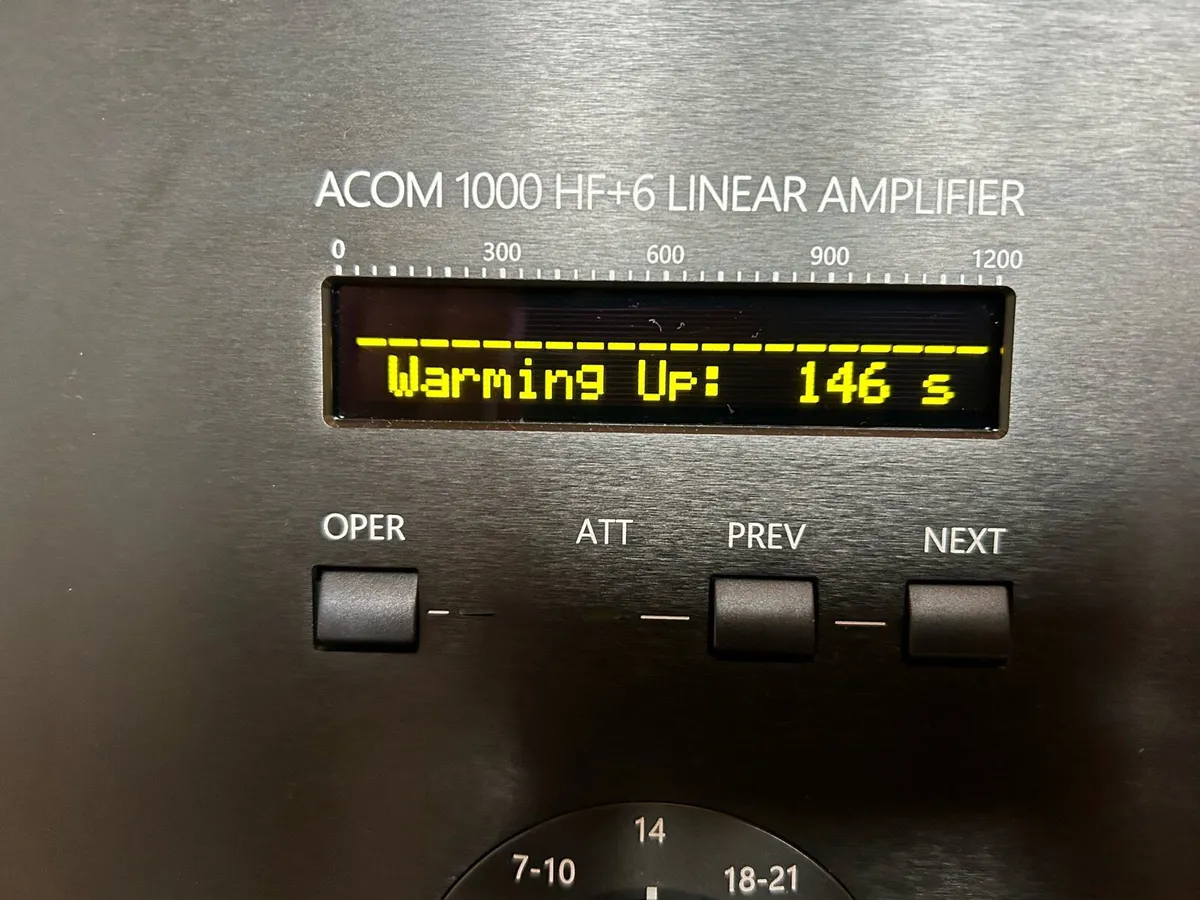 ACOM 1000 HF+6 LINEAR AMPLIFIER
0 300 600 900 1200
Warming Up: 146 s
OPER ATT PREV NEXT
14
7-10 18-21